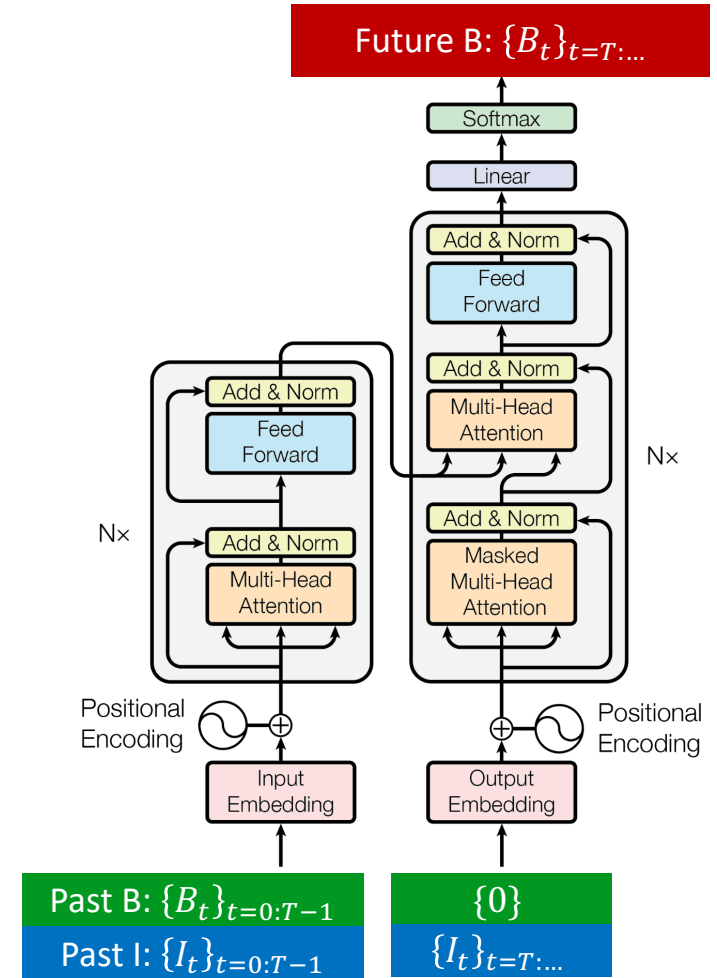 Future B: {B_t}_{t=T:...}
Softmax
Linear
Add & Norm
Feed
Forward
Add & Norm
Multi-Head
Attention
N×
Add & Norm
Masked
Multi-Head
Attention
Positional
Encoding
Output
Embedding
{0}
{I_t}_{t=T:...}
Add & Norm
Feed
Forward
N×
Add & Norm
Multi-Head
Attention
Positional
Encoding
Input
Embedding
Past B: {B_t}_{t=0:T−1}
Past I: {I_t}_{t=0:T−1}